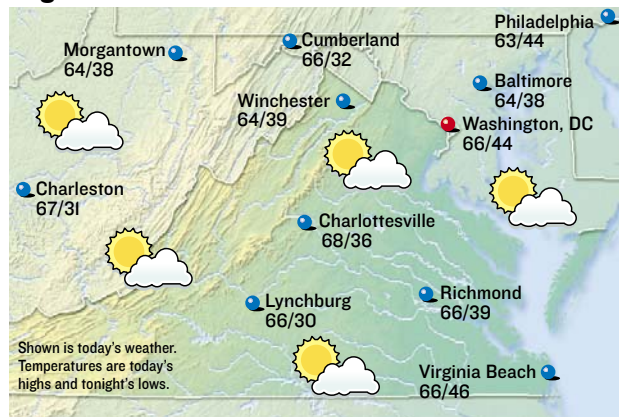 Philadelphia
63/44
Morgantown
64/38
Cumberland
66/32
Baltimore
64/38
Winchester
64/39
Washington, DC
66/44
Charleston
67/31
Charlottesville
68/36
Lynchburg
66/30
Richmond
66/39
Shown is today's weather.
Temperatures are today's
highs and tonight's lows.
Virginia Beach
66/46